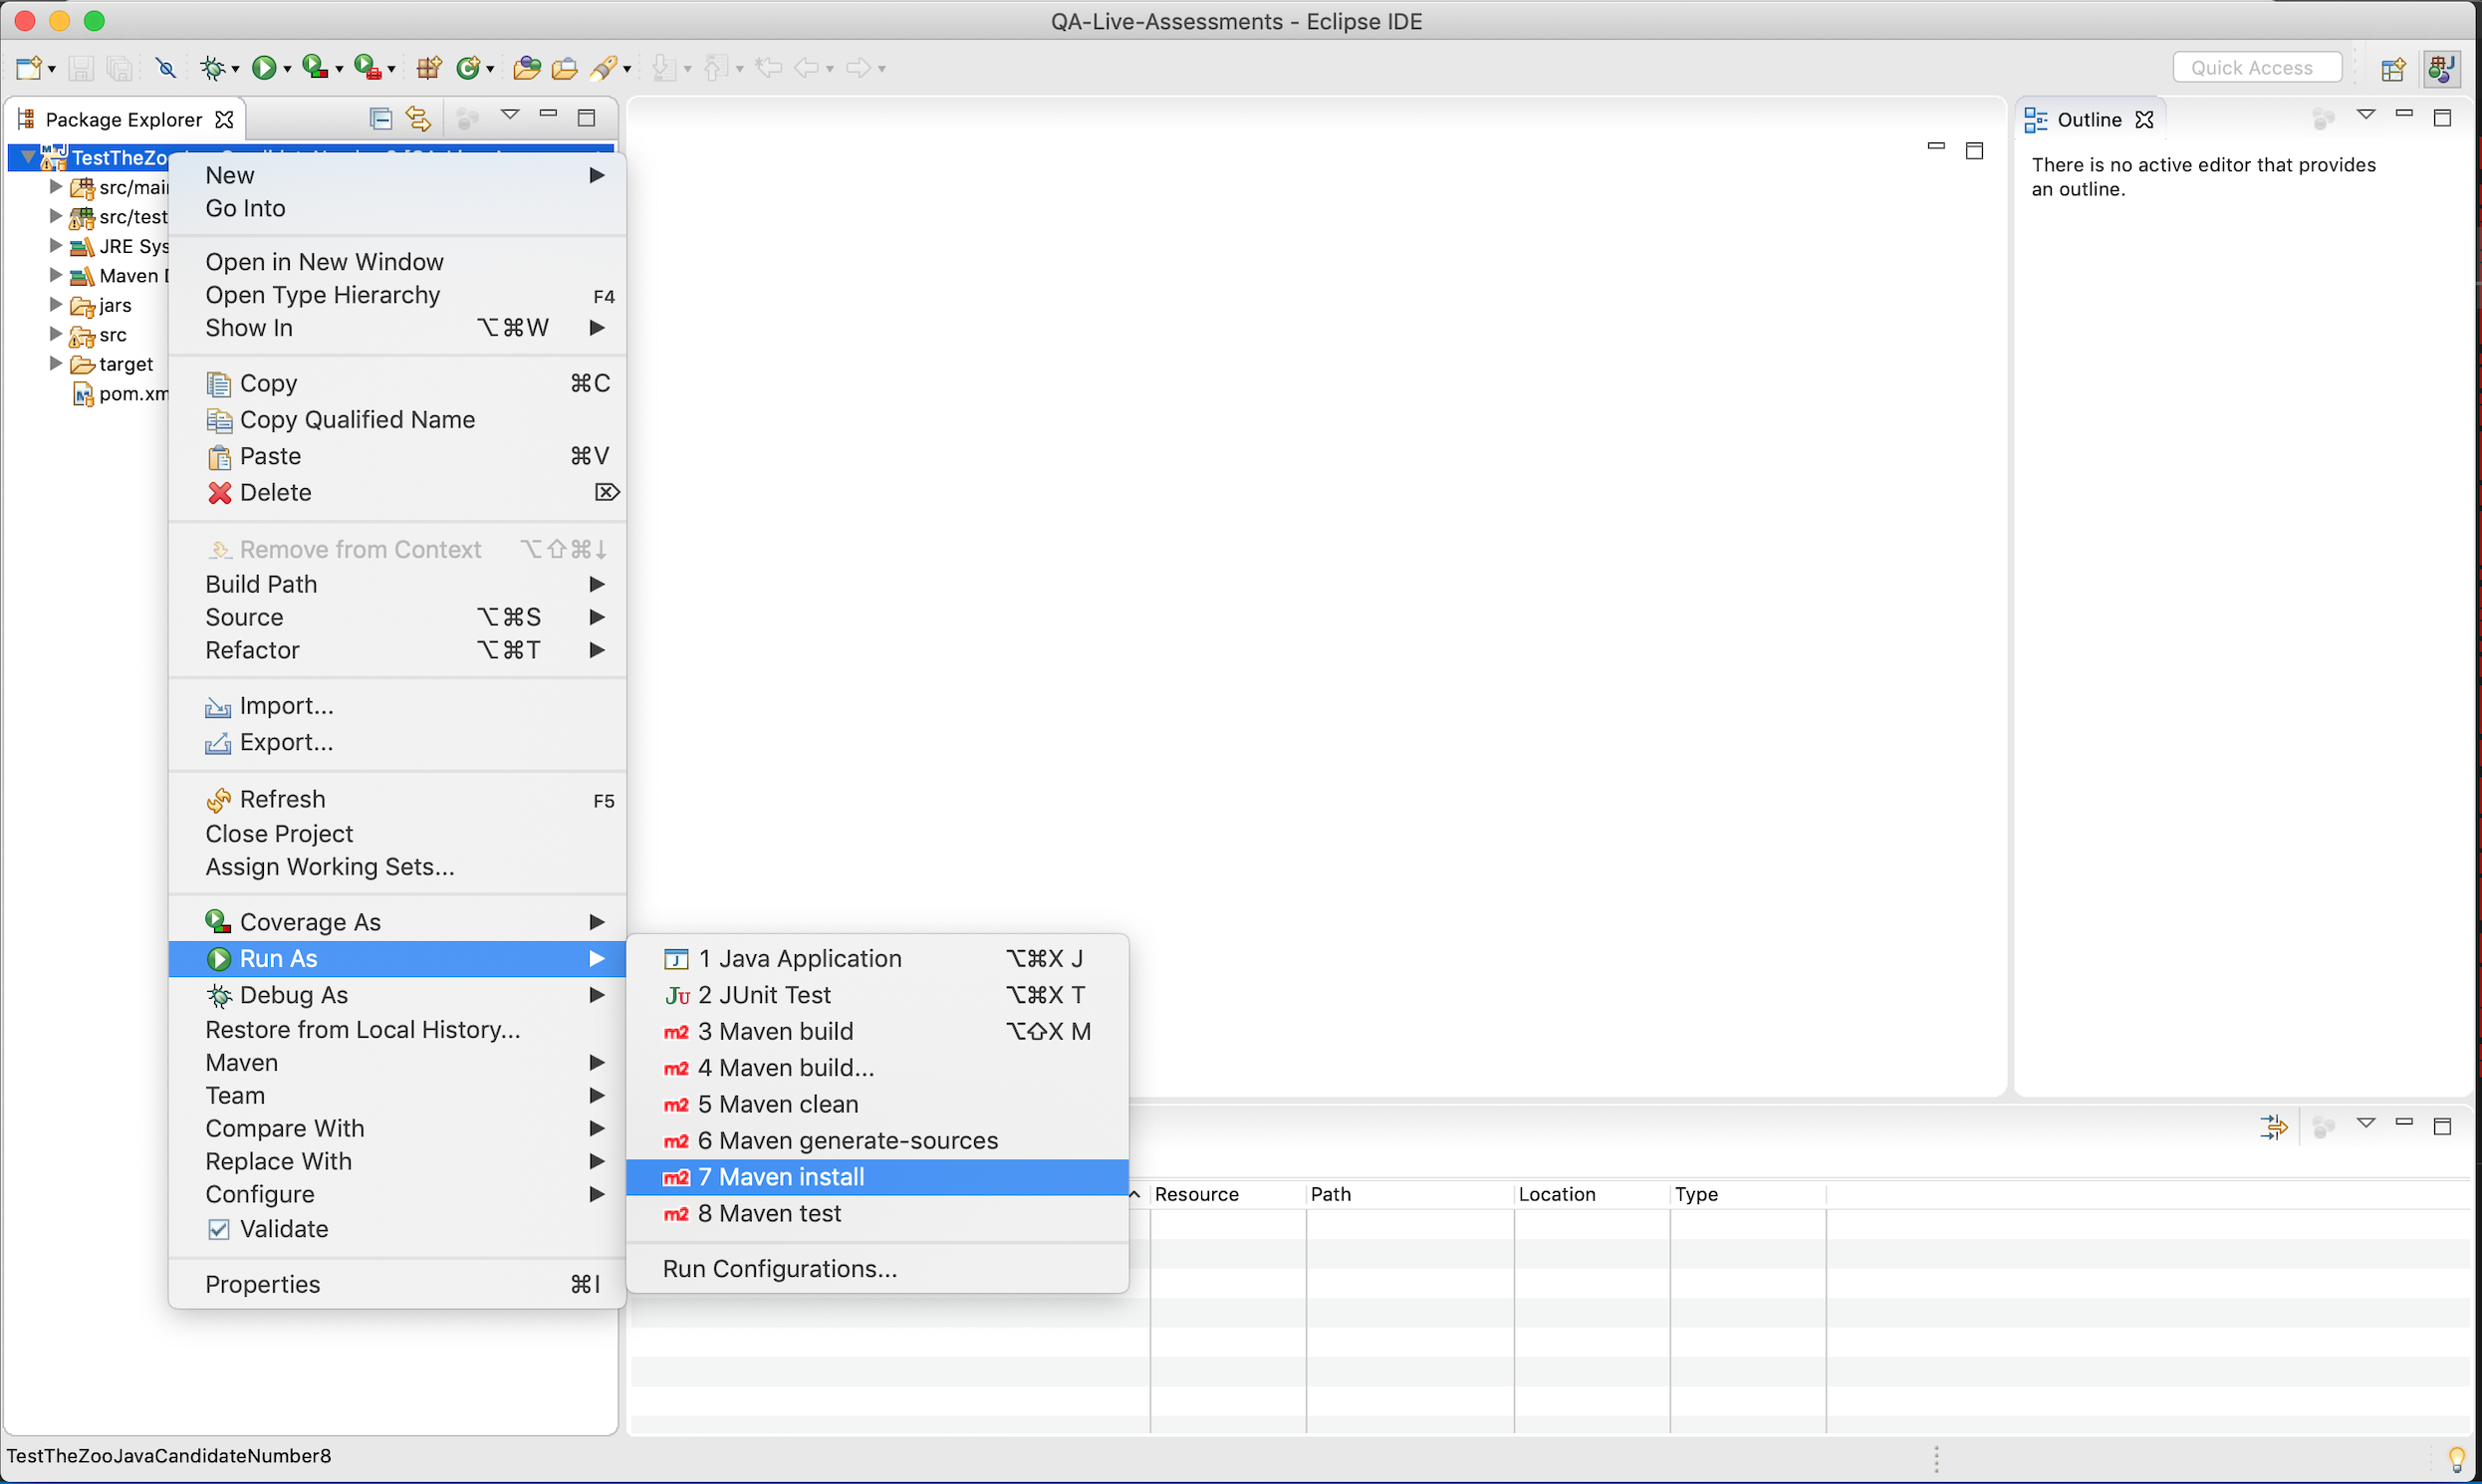 QA-Live-Assessments - Eclipse IDE
Quick Access
Package Explorer
TestTheZo
src/mai
src/test
JRE Sys
Maven D
jars
src
target
pom.xm
New
Go Into
Open in New Window
Open Type Hierarchy F4
Show In ⌥⌘W
Copy ⌘C
Copy Qualified Name
Paste ⌘V
Delete ⌦
Remove from Context ⌥⇧⌘↓
Build Path
Source ⌥⌘S
Refactor ⌥⌘T
Import...
Export...
Refresh F5
Close Project
Assign Working Sets...
Coverage As
Run As
Debug As
Restore from Local History...
Maven
Team
Compare With
Replace With
Configure
Validate
Properties ⌘I
1 Java Application ⌥⌘X J
2 JUnit Test ⌥⌘X T
3 Maven build ⌥⇧X M
4 Maven build...
5 Maven clean
6 Maven generate-sources
7 Maven install
8 Maven test
Run Configurations...
Outline
There is no active editor that provides
an outline.
Resource Path Location Type
TestTheZooJavaCandidateNumber8